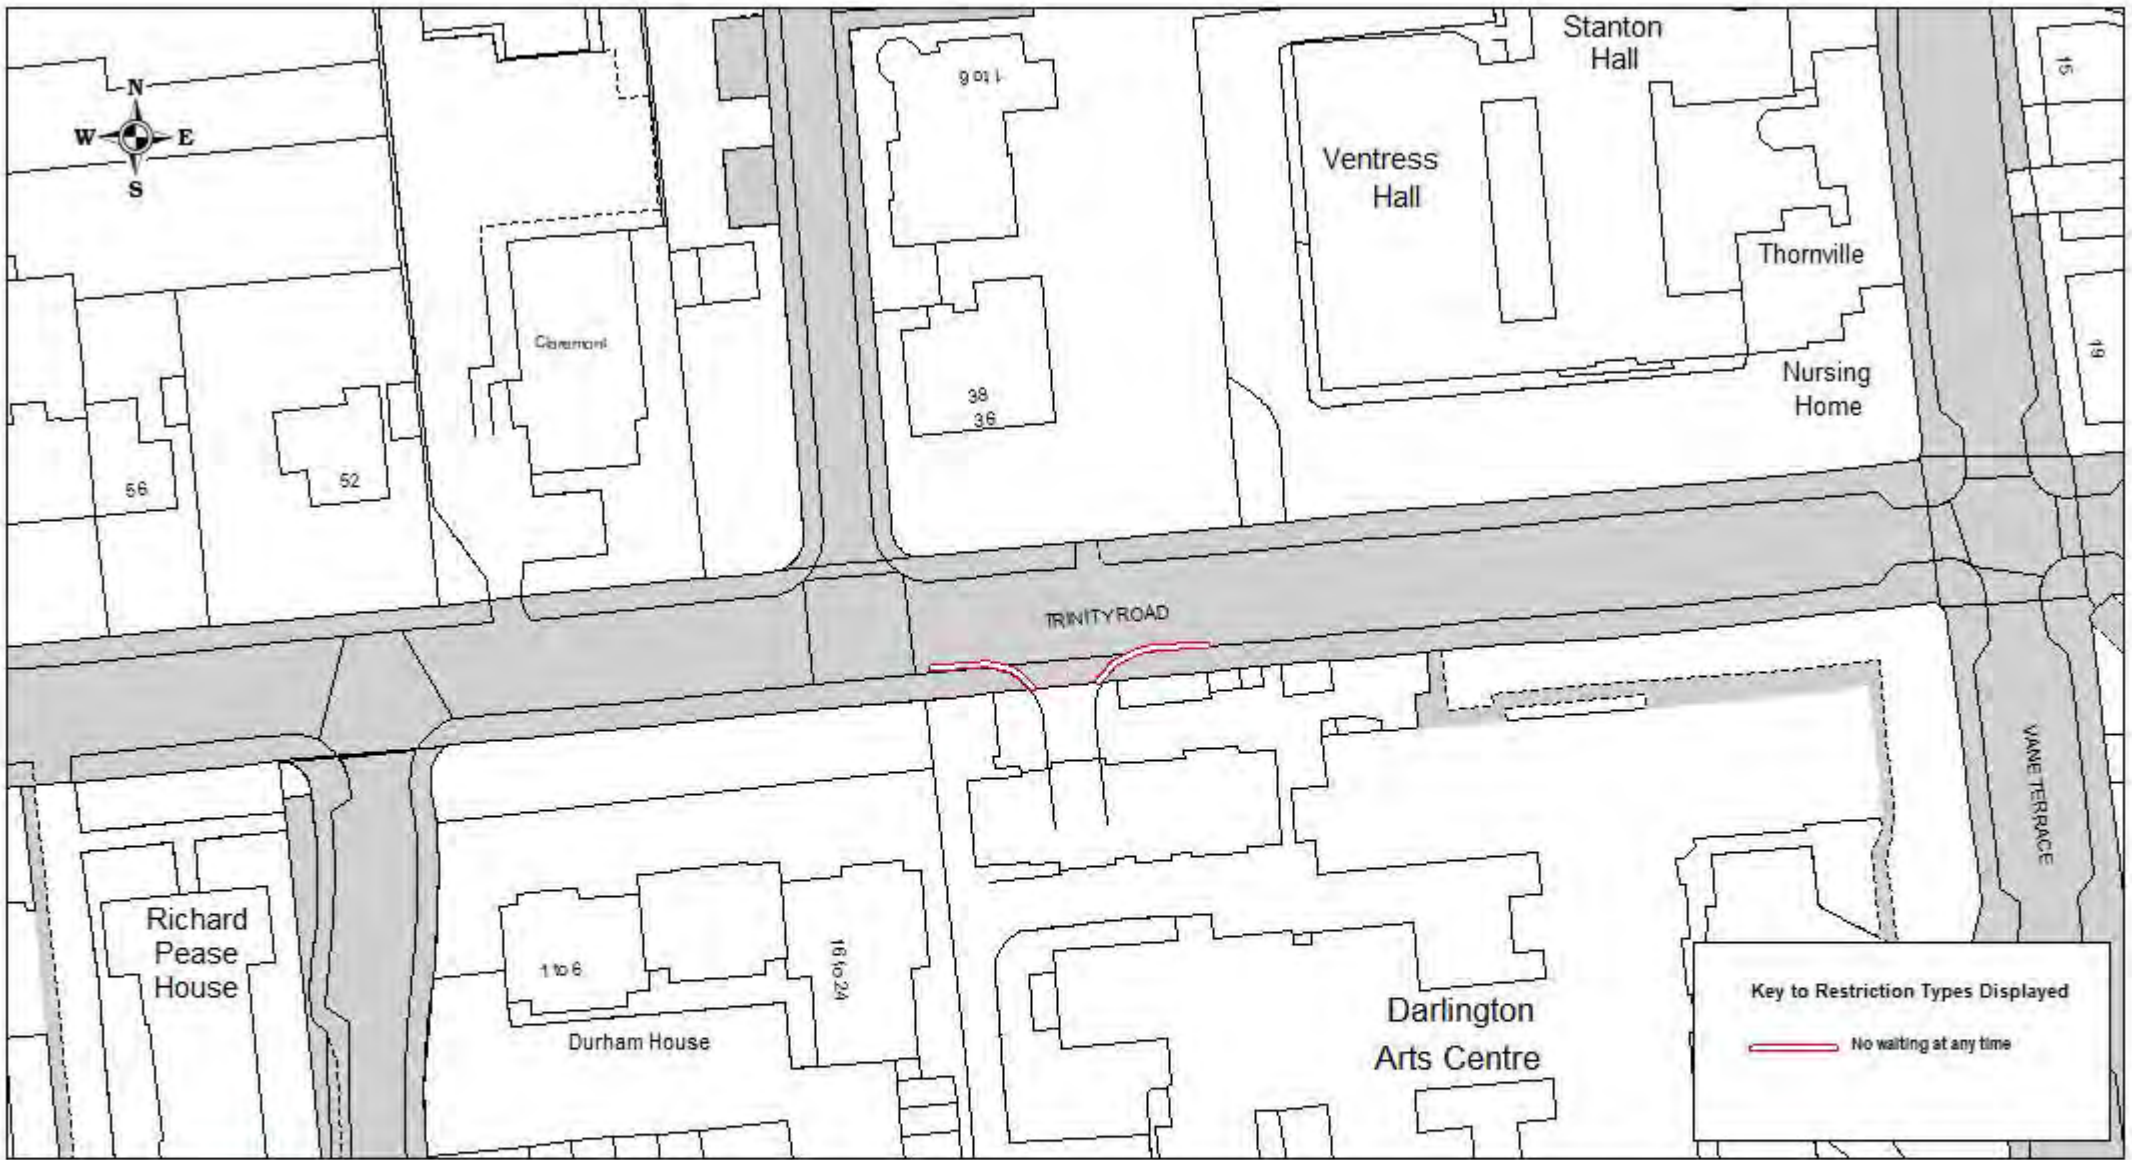 Stanton
Hall
N
W E
S
1 to 6
15
Ventress
Hall
Thornville
Claremont
19
Nursing
Home
38
36
56
52
TRINITY ROAD
VANE TERRACE
Richard
Pease
House
1 to 6
16 to 24
Durham House
Darlington
Arts Centre
Key to Restriction Types Displayed
No waiting at any time